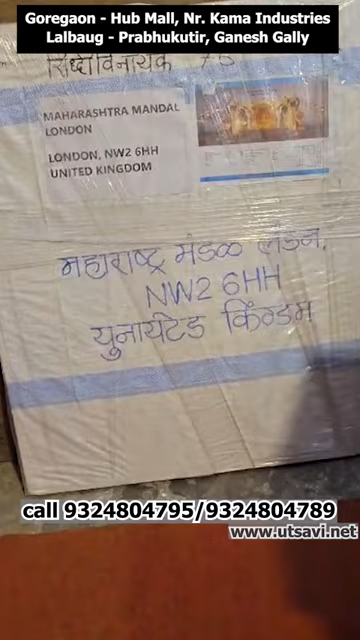 Goregaon - Hub Mall, Nr. Kama Industries
Lalbaug - Prabhukutir, Ganesh Gally
सिध्दीविनायक
MAHARASHTRA MANDAL
LONDON
LONDON, NW2 6HH
UNITED KINGDOM
महाराष्ट्र मंडळ लंडन.
NW2 6HH
युनायटेड किंग्डम
call 9324804795/9324804789
www.utsavi.net